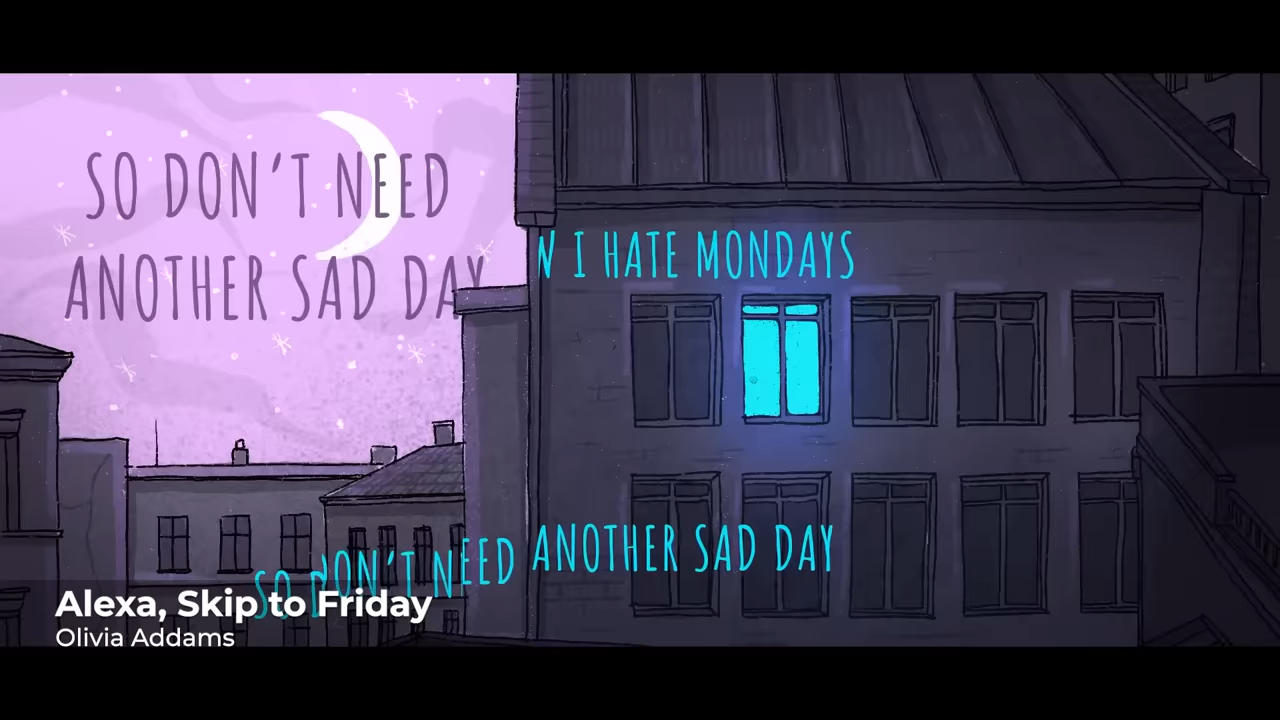 SO DON'T NEED
ANOTHER SAD DAY
N I HATE MONDAYS
SO DON'T NEED ANOTHER SAD DAY
Alexa, Skip to Friday
Olivia Addams